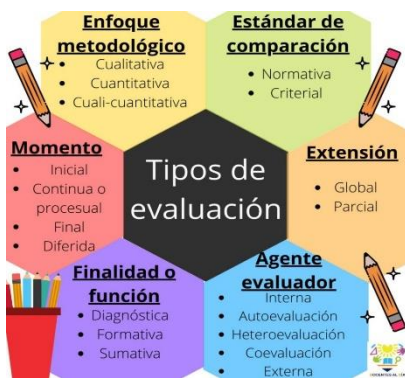 Enfoque
metodológico
Cualitativa
Cuantitativa
Cuali-cuantitativa
Estándar de
comparación
Normativa
Criterial
Momento
Inicial
Continua o
procesual
Final
Diferida
Tipos de
evaluación
Extensión
Global
Parcial
Finalidad o
función
Diagnóstica
Formativa
Sumativa
Agente
evaluador
Interna
Autoevaluación
Heteroevaluación
Coevaluación
Externa